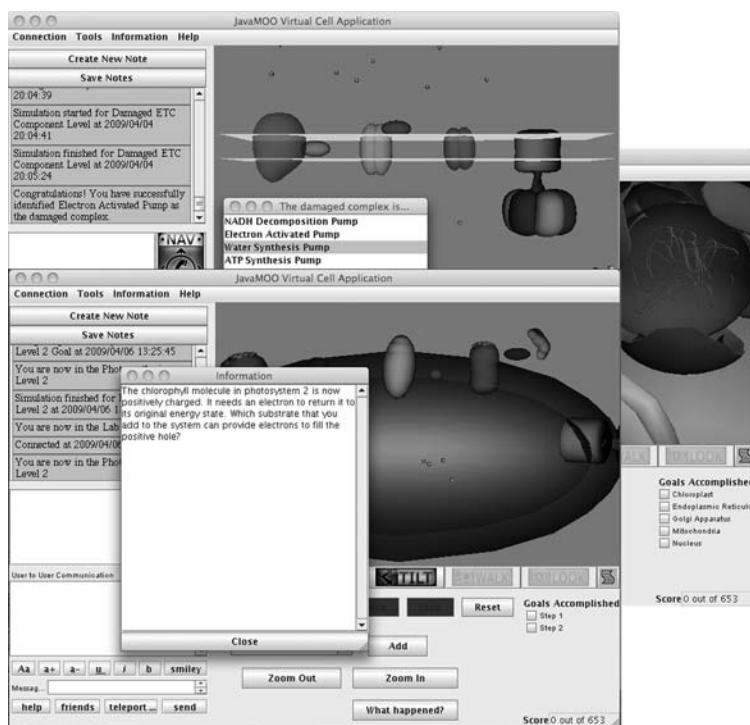 JavaMOO Virtual Cell Application
Connection Tools Information Help
Create New Note
Save Notes
20:04:39
Simulation started for Damaged ETC
Component Level at 2009/04/04
20:04:41
Simulation finished for Damaged ETC
Component Level at 2009/04/04
20:05:24
Congratulations! You have successfully
identified Electron Activated Pump as
the damaged complex.
NAV
The damaged complex is...
NADH Decomposition Pump
Electron Activated Pump
Water Synthesis Pump
ATP Synthesis Pump
JavaMOO Virtual Cell Application
Connection Tools Information Help
Create New Note
Save Notes
Level 2 Goal at 2009/04/06 13:25:45
You are now in the
Level 2
Simulation finished for
Level 2 at 2009/04/06 1
You are now in the Lab
Connected at 2009/04/06
You are now in the
Level 2
Information
The chlorophyll molecule in photosystem 2 is now
positively charged. It needs an electron to return it to
its original energy state. Which substrate that you
add to the system can provide electrons to fill the
positive hole?
Close
User to User Communication
Aa a+ a- u i b smiley
Messag...
help friends teleport ... send
TILT WALK LOOK
Reset
Add
Zoom Out Zoom In
What happened?
Goals Accomplished
Step 1
Step 2
Score 0 out of 653
LOOK
Goals Accomplishe
Chloroplast
Endoplasmic Reticul
Golgi Apparatus
Mitochondria
Nucleus
Score 0 out of 653